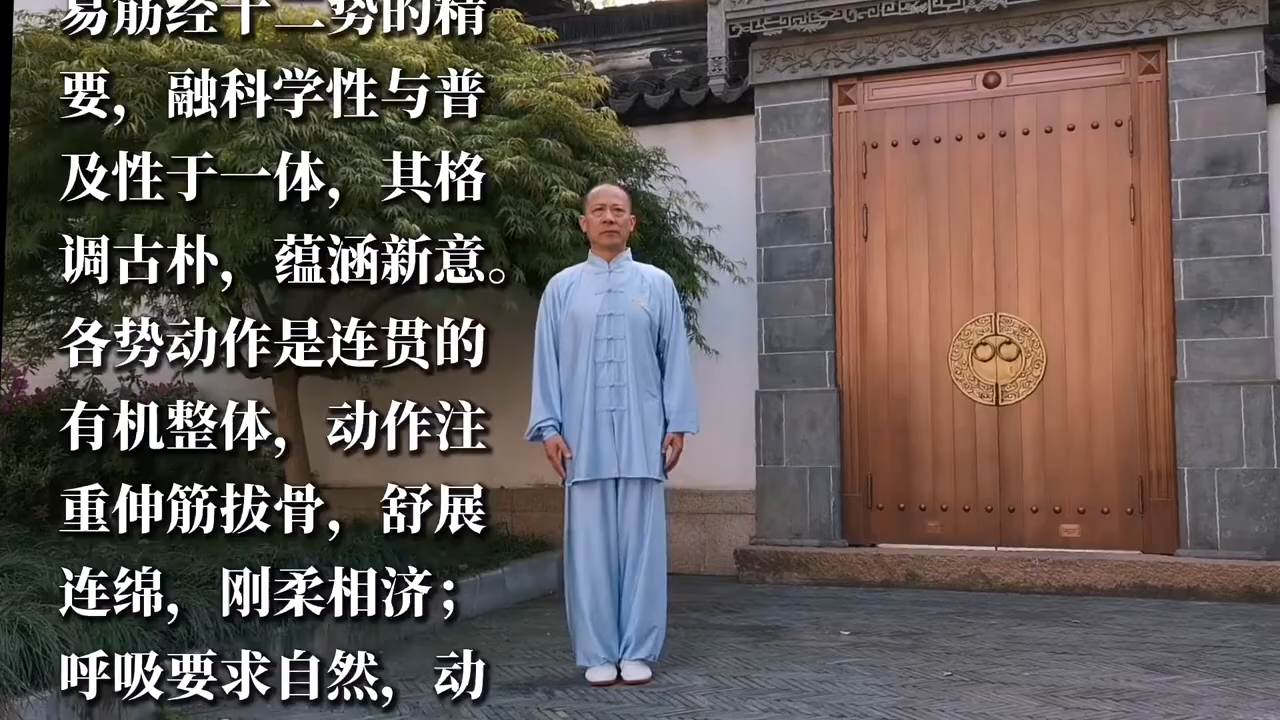 易筋经十二势的精
要，融科学性与普
及性于一体，其格
调古朴，蕴涵新意。
各势动作是连贯的
有机整体，动作注
重伸筋拔骨，舒展
连绵，刚柔相济；
呼吸要求自然，动